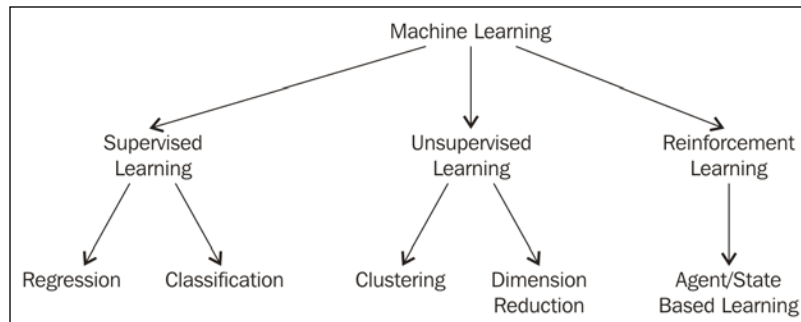 Machine Learning
Supervised
Learning
Unsupervised
Learning
Reinforcement
Learning
Regression
Classification
Clustering
Dimension
Reduction
Agent/State
Based Learning